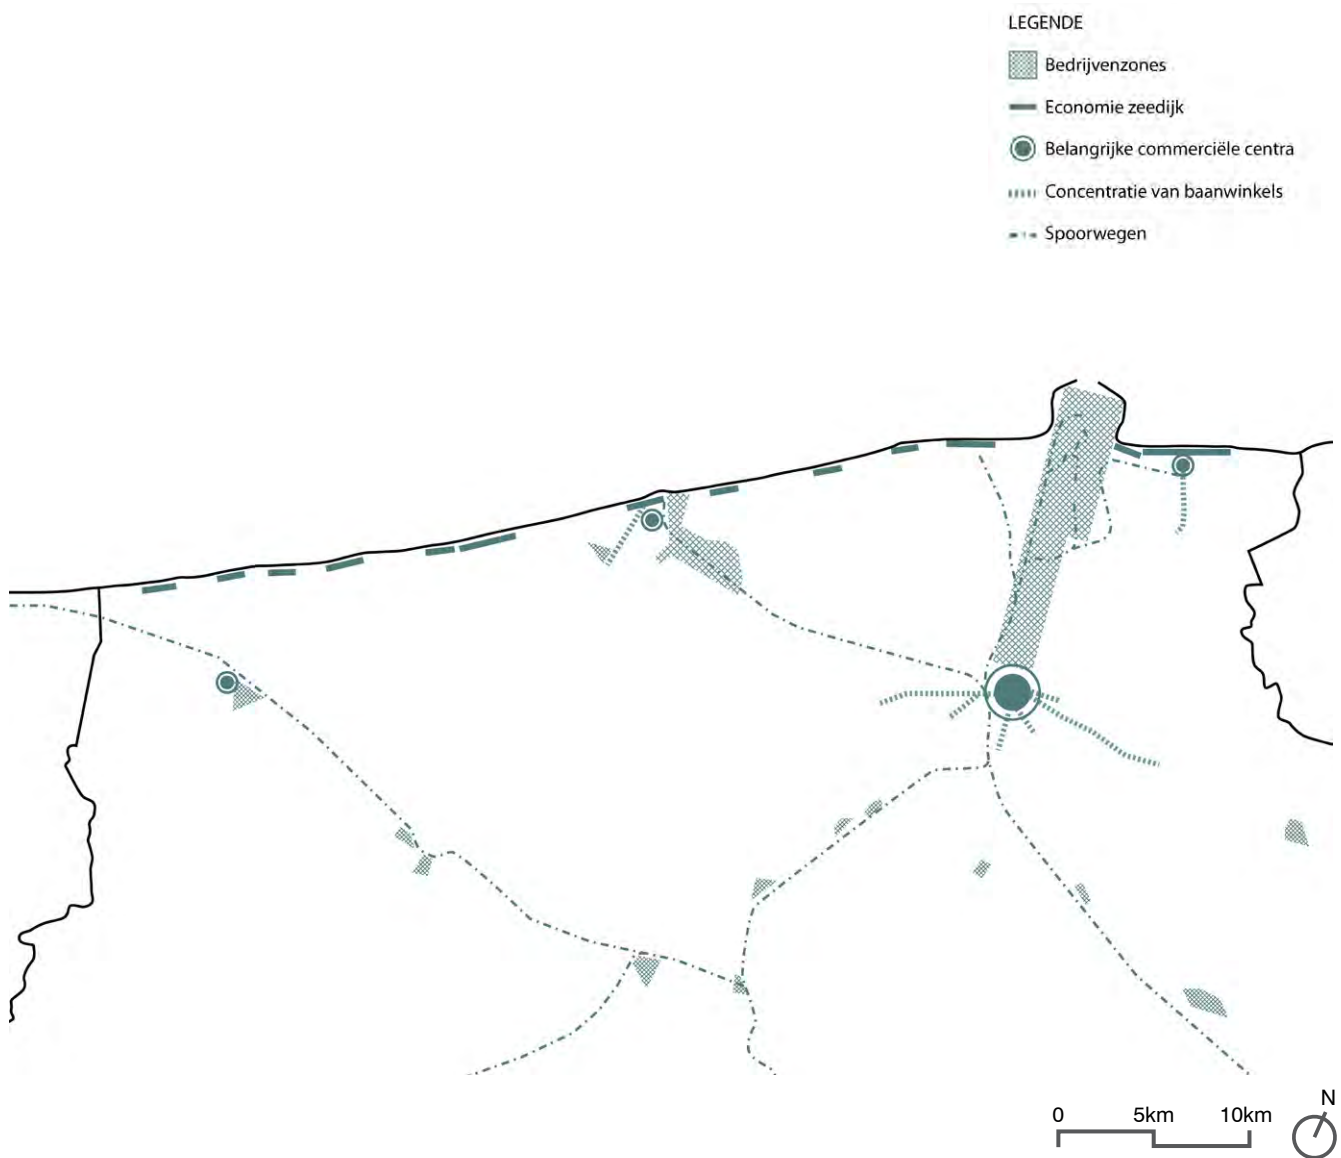 LEGENDE
Bedrijvenzones
Economie zeedijk
Belangrijke commerciële centra
Concentratie van baanwinkels
Spoorwegen
0 5km 10km
N